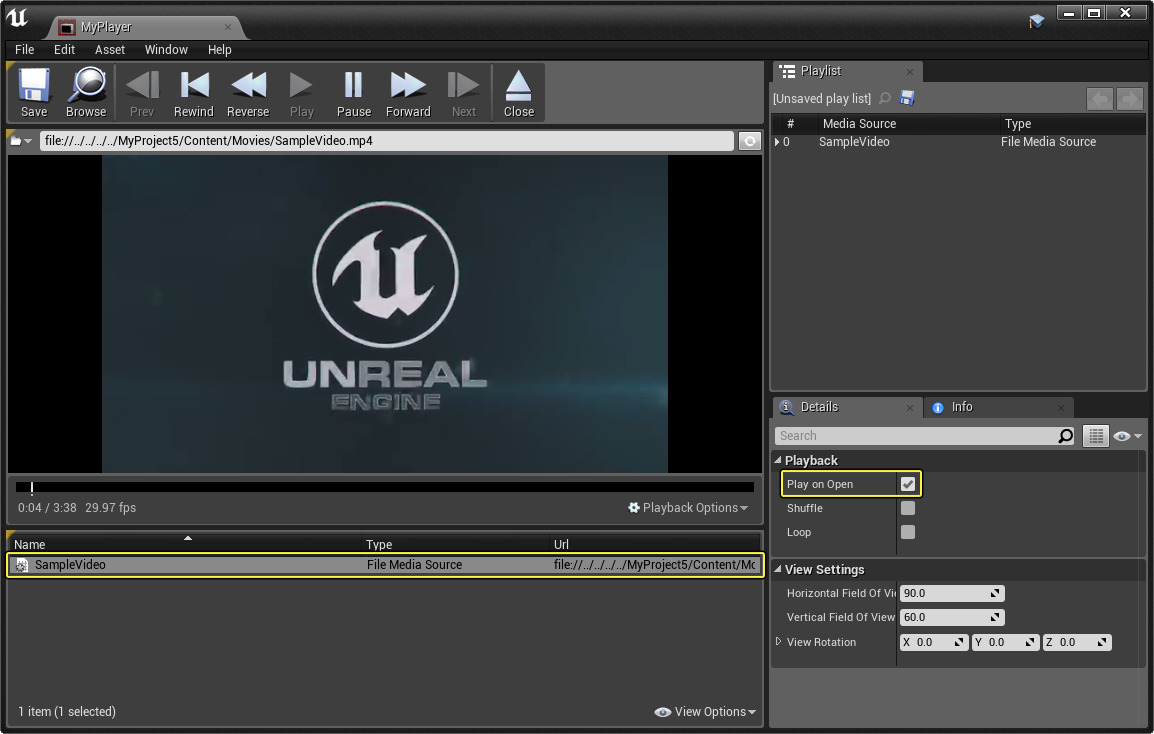 MyPlayer
File Edit Asset Window Help
Save Browse Prev Rewind Reverse Play Pause Forward Next Close
file://../../../../MyProject5/Content/Movies/SampleVideo.mp4
UNREAL
ENGINE
0:04 / 3:38 29.97 fps Playback Options
Name Type Url
SampleVideo File Media Source file://../../../../MyProject5/Content/Mo
1 item (1 selected) View Options
Playlist
[Unsaved play list]
# Media Source Type
0 SampleVideo File Media Source
Details Info
Search
Playback
Play on Open
Shuffle
Loop
View Settings
Horizontal Field Of Vi 90.0
Vertical Field Of View 60.0
View Rotation X 0.0 Y 0.0 Z 0.0